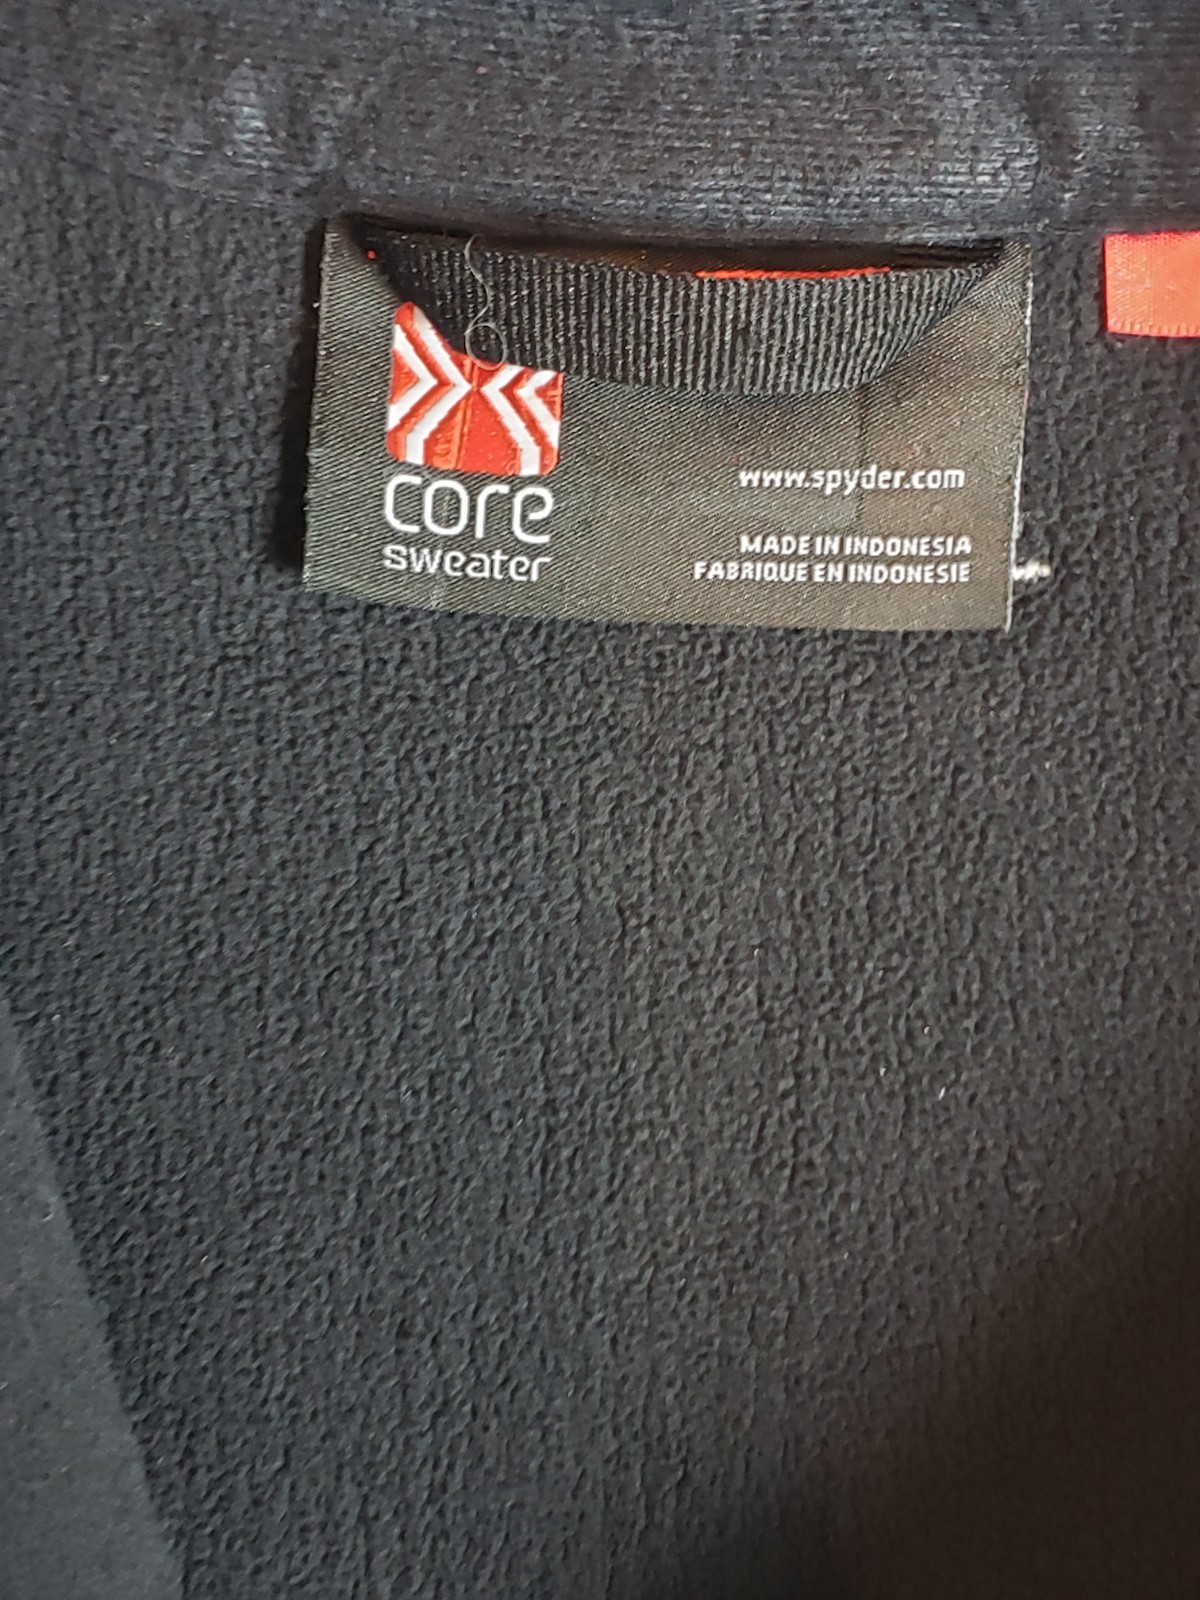 core
sweater
www.spyder.com
MADE IN INDONESIA
FABRIQUE EN INDONESIE